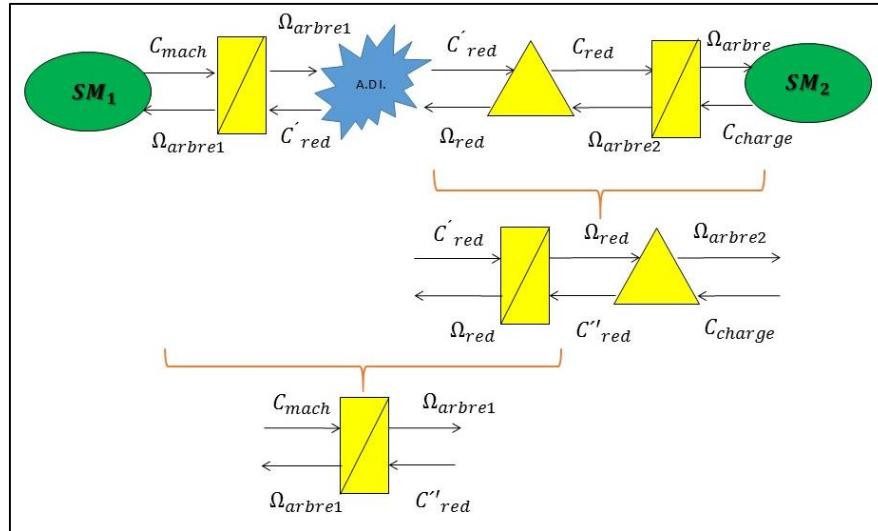 C_mach Ω_arbre1 C´_red C_red Ω_arbre
SM₁ A.DI. SM₂
Ω_arbre1 C´_red Ω_red Ω_arbre2 C_charge
C´_red Ω_red Ω_arbre2
Ω_red C´'_red C_charge
C_mach Ω_arbre1
Ω_arbre1 C´'_red